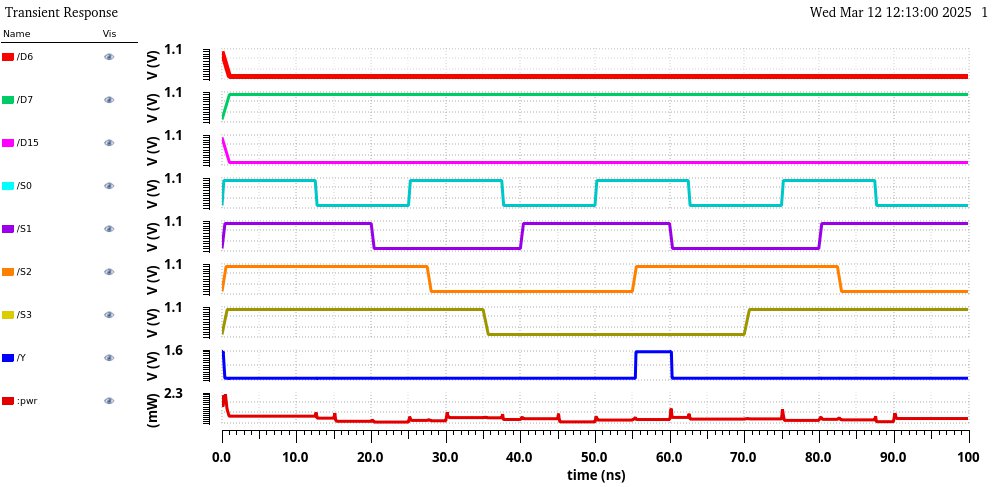 Transient Response Wed Mar 12 12:13:00 2025 1
Name Vis
/D6 V (V) 1.1
/D7 V (V) 1.1
/D15 V (V) 1.1
/S0 V (V) 1.1
/S1 V (V) 1.1
/S2 V (V) 1.1
/S3 V (V) 1.1
/Y V (V) 1.6
:pwr (mW) 2.3
0.0 10.0 20.0 30.0 40.0 50.0 60.0 70.0 80.0 90.0 100
time (ns)